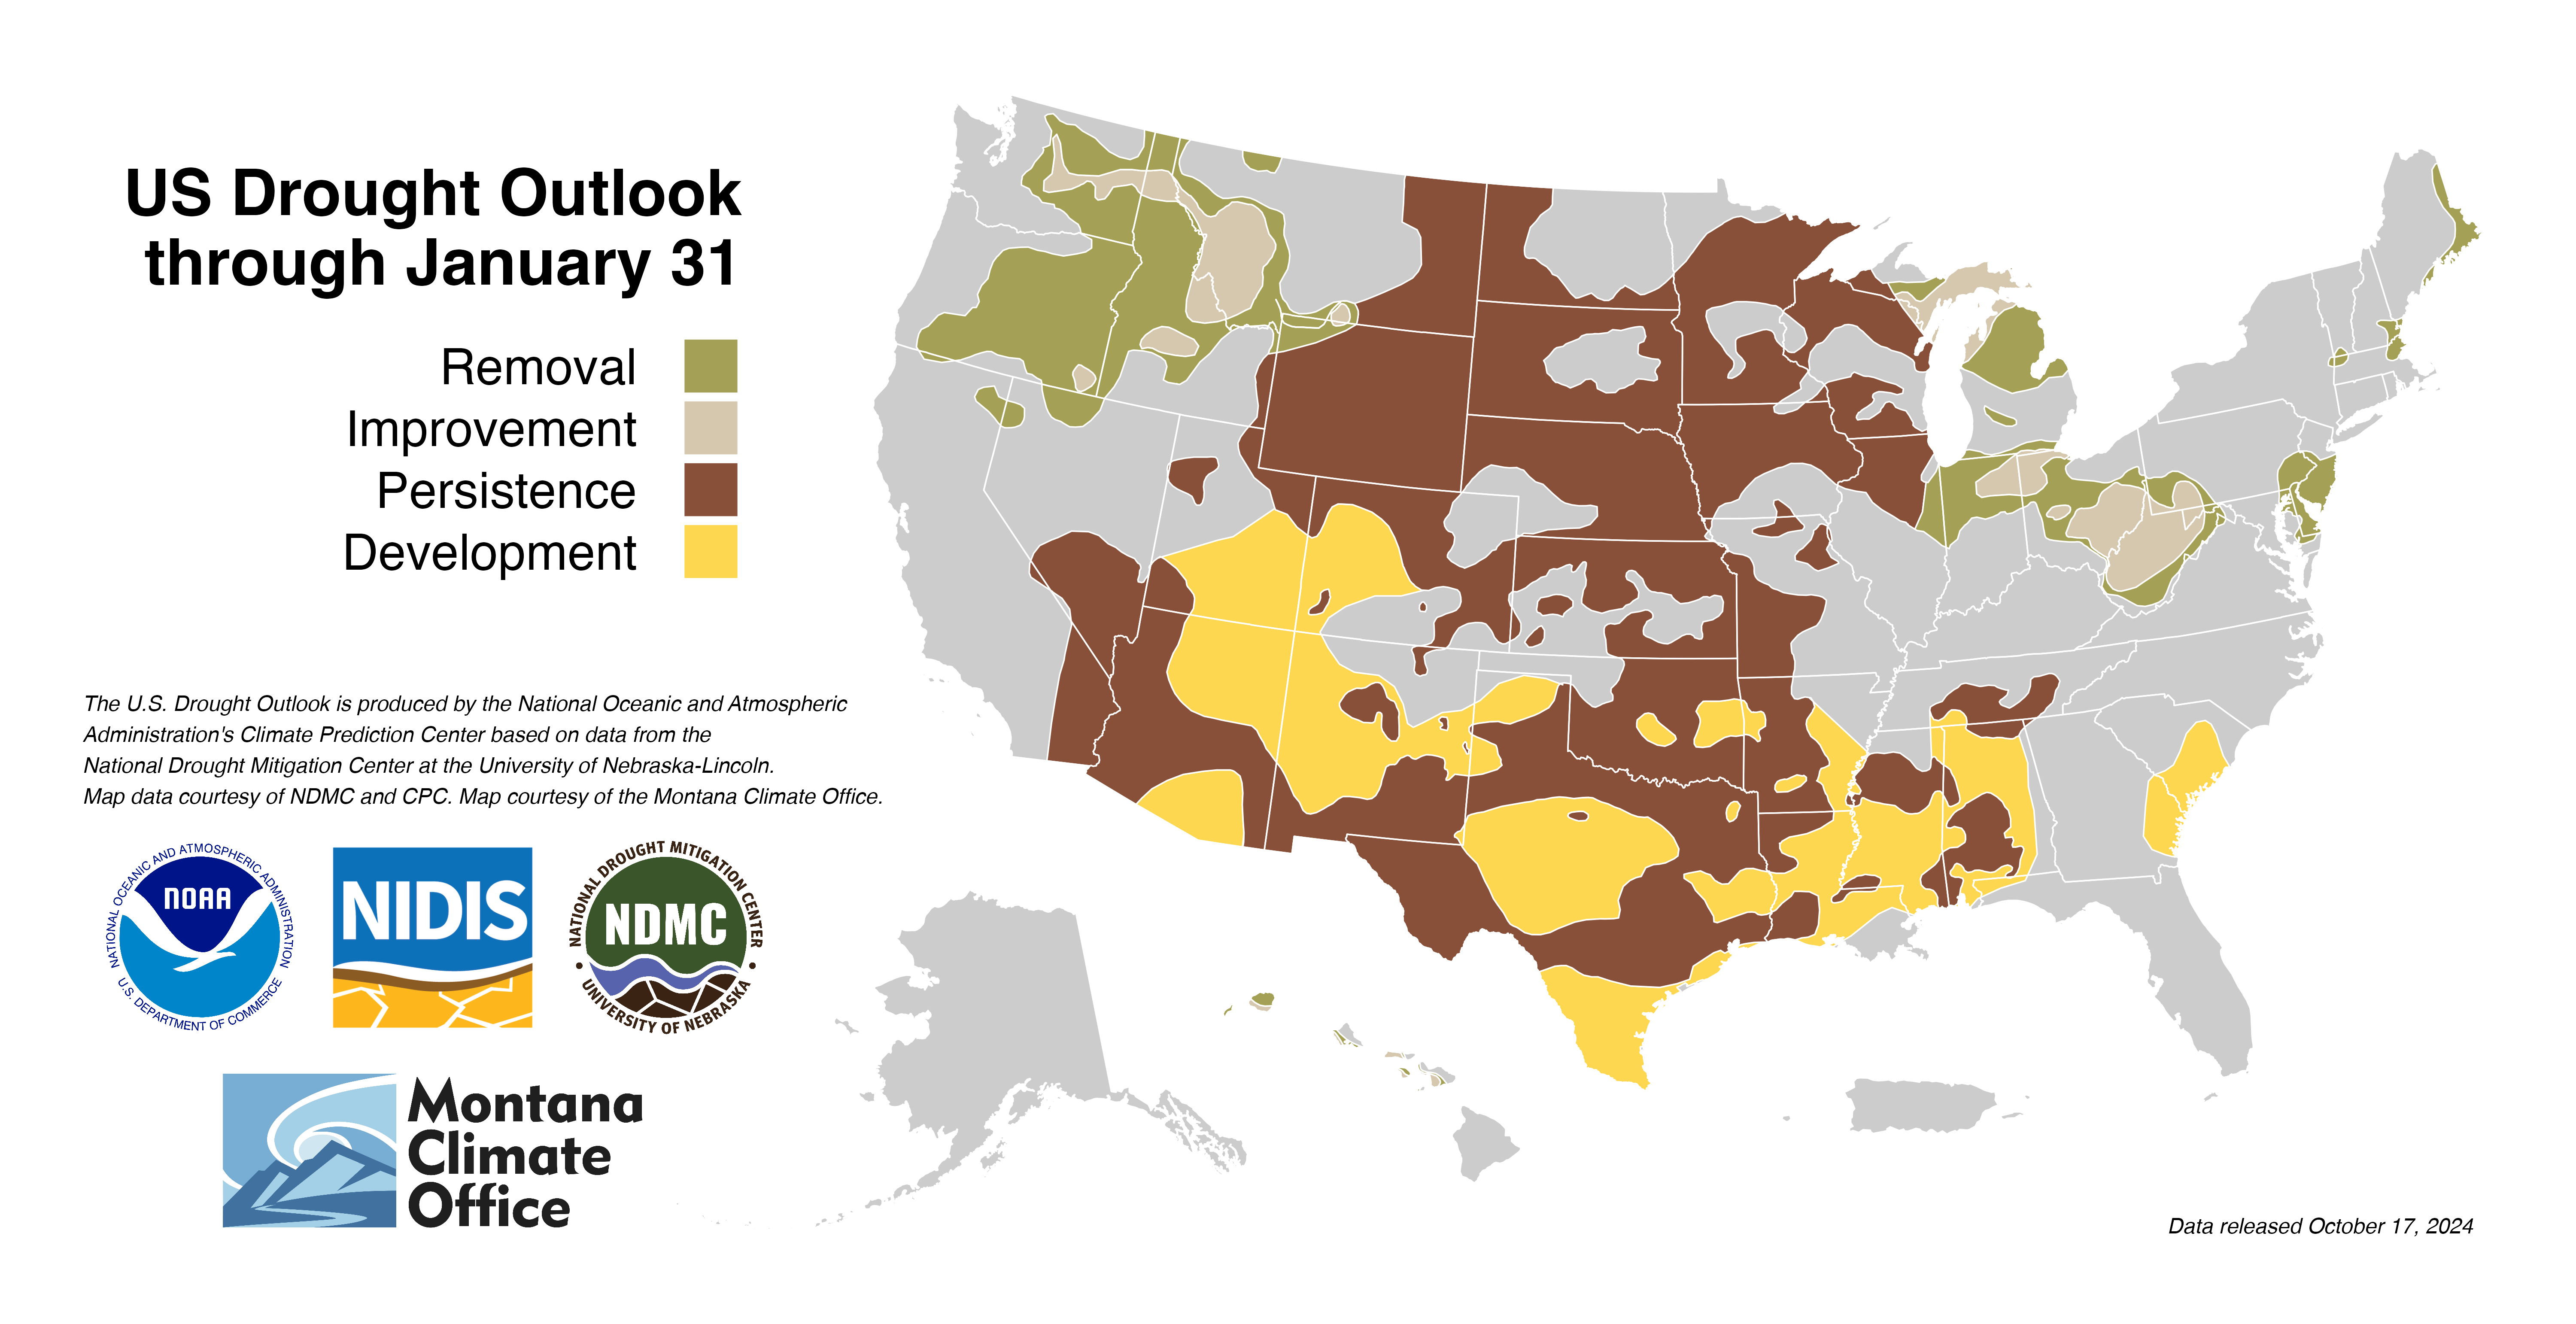 US Drought Outlook
through January 31
Removal
Improvement
Persistence
Development
The U.S. Drought Outlook is produced by the National Oceanic and Atmospheric
Administration's Climate Prediction Center based on data from the
National Drought Mitigation Center at the University of Nebraska-Lincoln.
Map data courtesy of NDMC and CPC. Map courtesy of the Montana Climate Office.
NATIONAL OCEANIC AND ATMOSPHERIC ADMINISTRATION
NOAA
U.S. DEPARTMENT OF COMMERCE
NIDIS
NATIONAL DROUGHT MITIGATION CENTER
NDMC
UNIVERSITY OF NEBRASKA
Montana
Climate
Office
Data released October 17, 2024